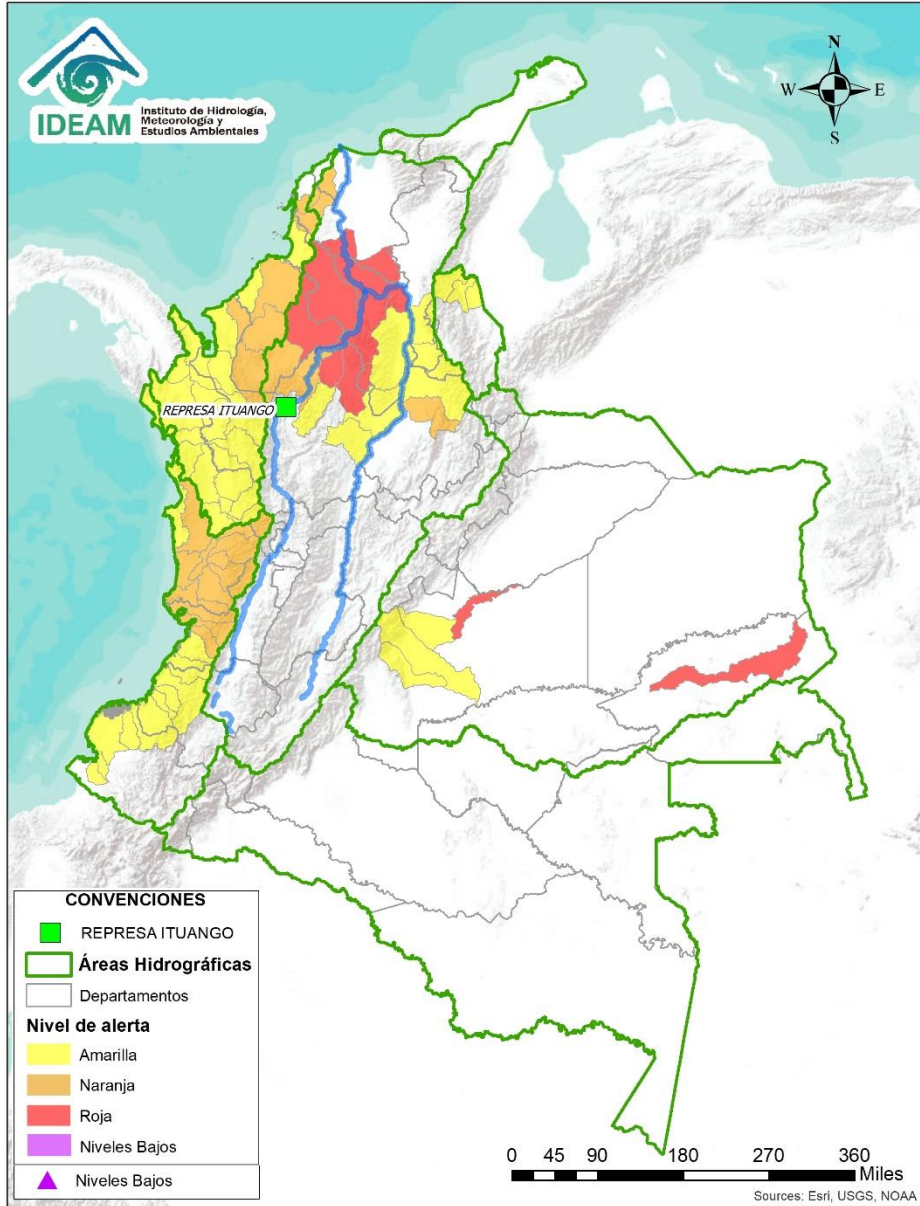 IDEAM
Instituto de Hidrología,
Meteorología y
Estudios Ambientales
N
W
E
S
REPRESA ITUANGO
CONVENCIONES
REPRESA ITUANGO
Áreas Hidrográficas
Departamentos
Nivel de alerta
Amarilla
Naranja
Roja
Niveles Bajos
Niveles Bajos
0 45 90 180 270 360
Miles
Sources: Esri, USGS, NOAA